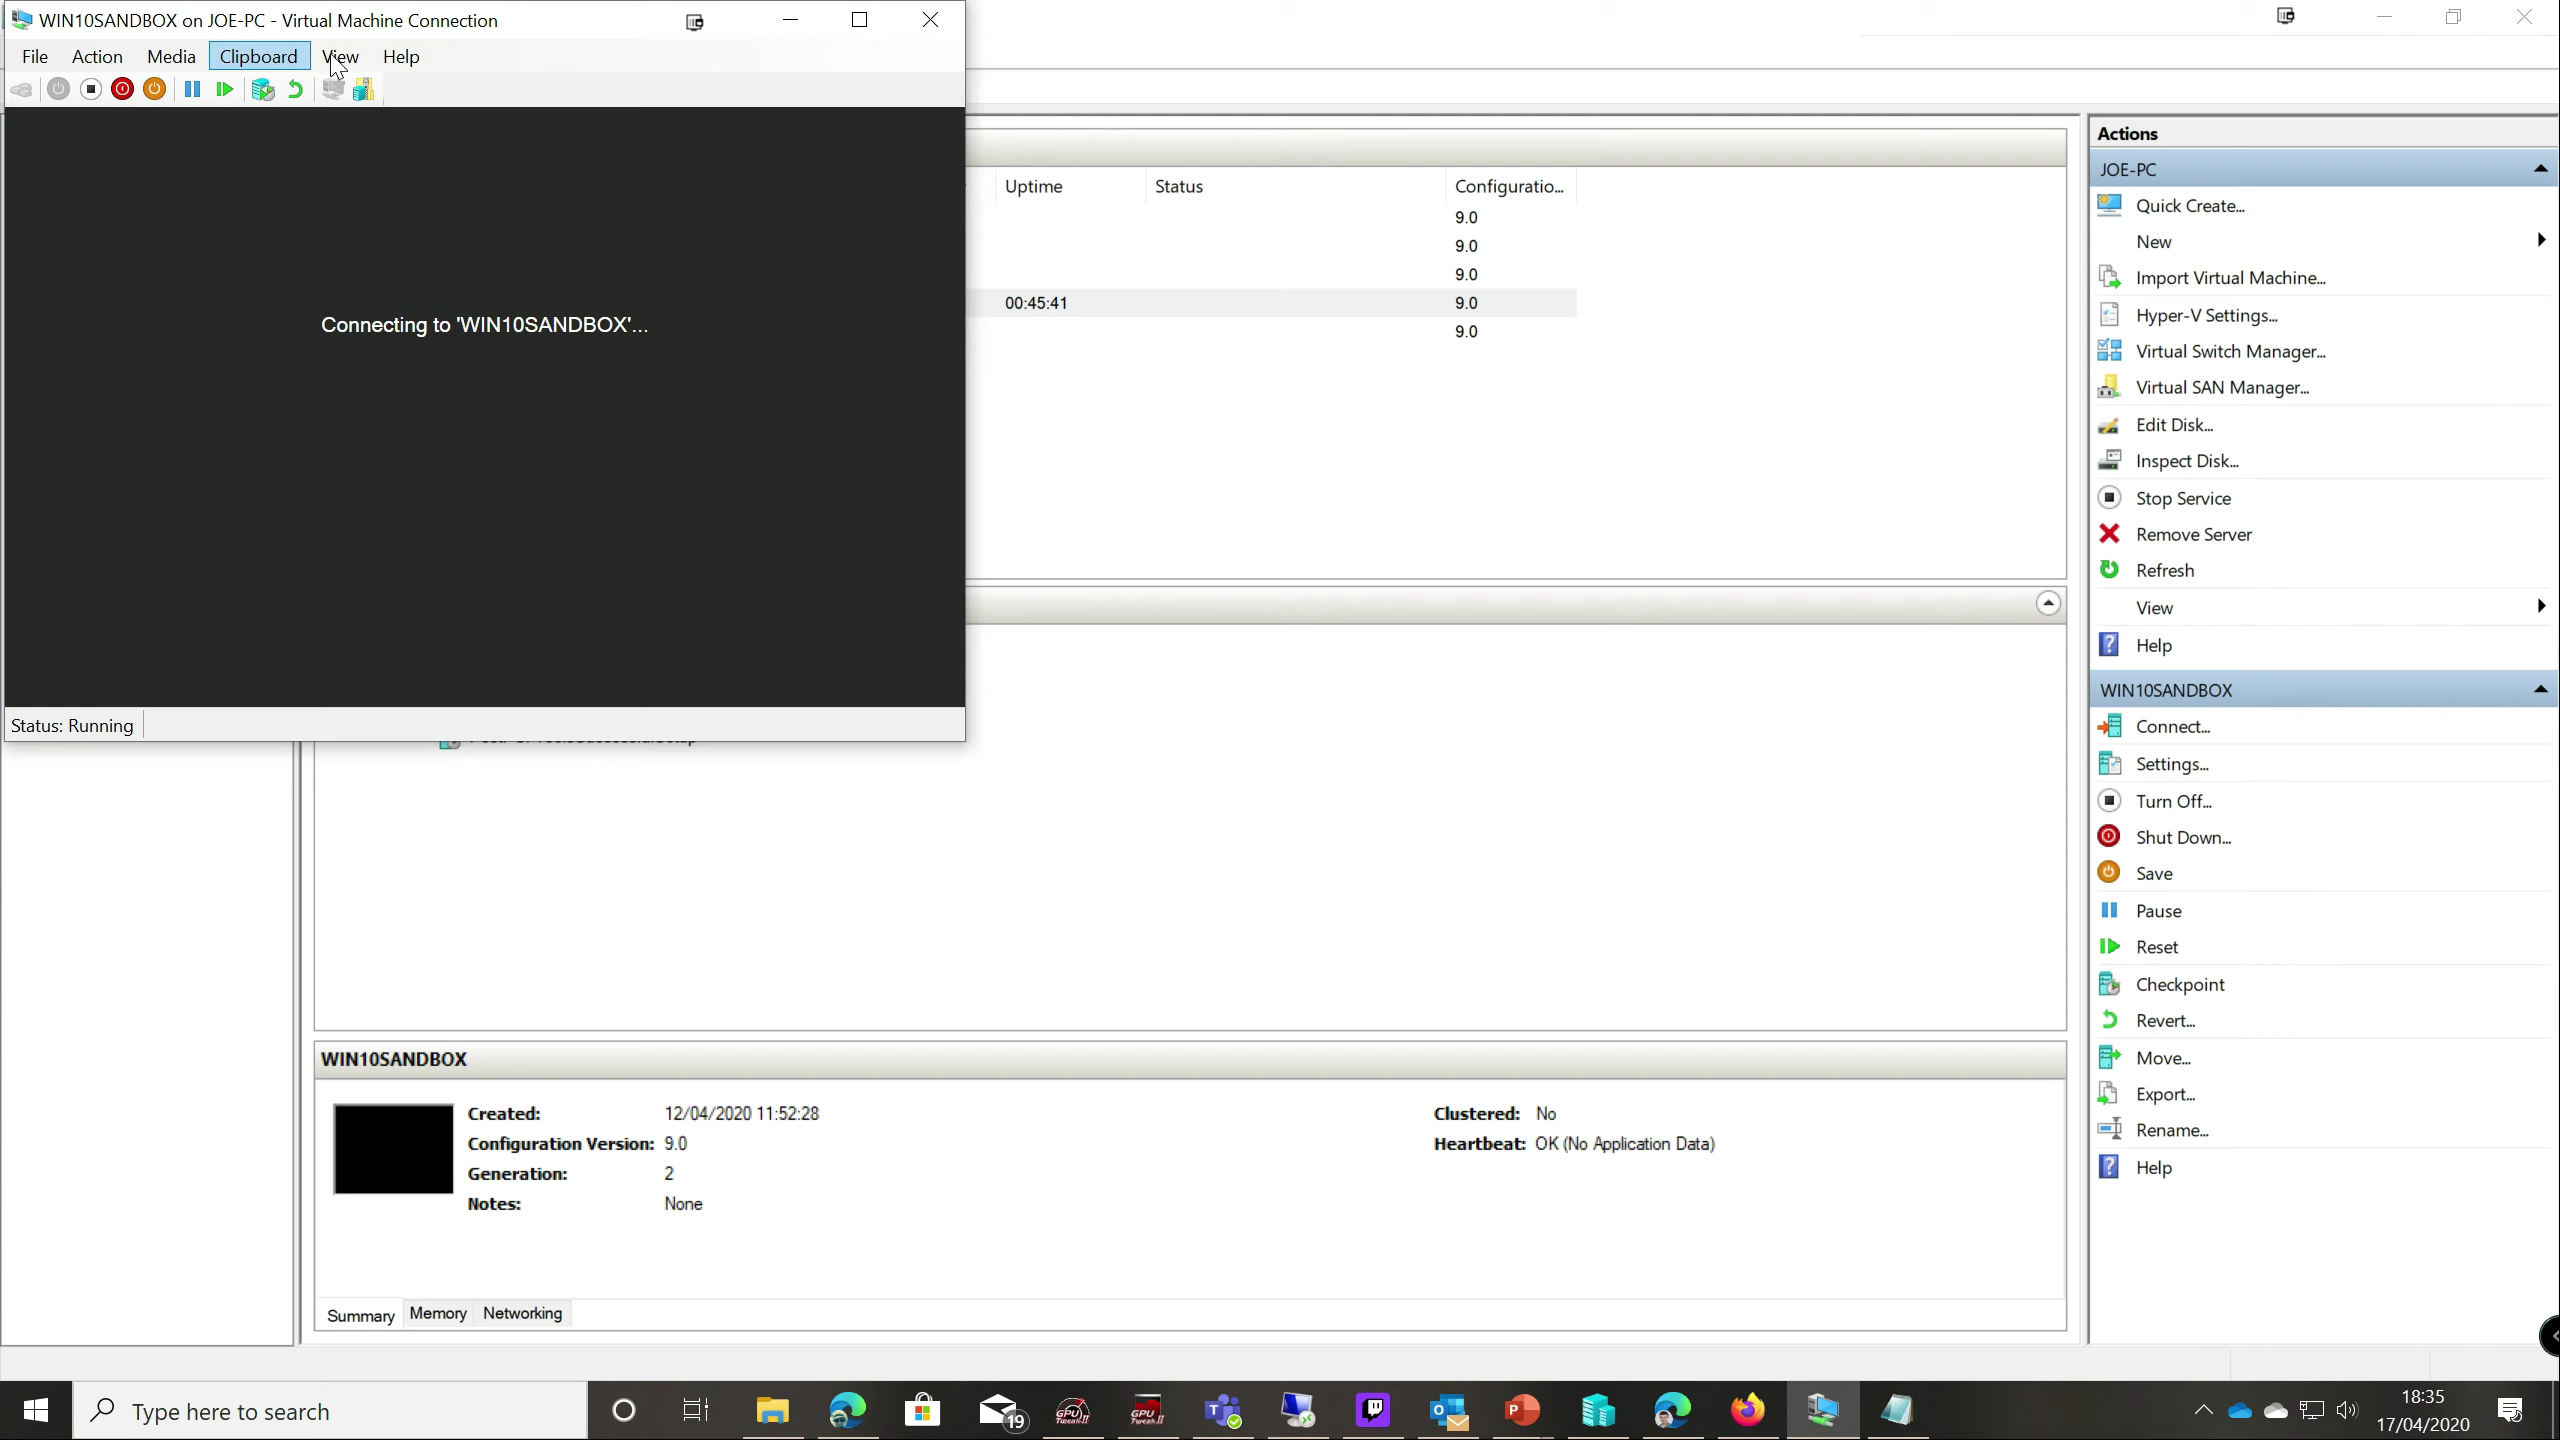 WIN10SANDBOX on JOE-PC - Virtual Machine Connection
File Action Media Clipboard View Help
Connecting to 'WIN10SANDBOX'...
Status: Running
Uptime Status Configuratio...
9.0
9.0
9.0
00:45:41 9.0
9.0
WIN10SANDBOX
Created: 12/04/2020 11:52:28 Clustered: No
Configuration Version: 9.0 Heartbeat: OK (No Application Data)
Generation: 2
Notes: None
Summary Memory Networking
Actions
JOE-PC
Quick Create...
New
Import Virtual Machine...
Hyper-V Settings...
Virtual Switch Manager...
Virtual SAN Manager...
Edit Disk...
Inspect Disk...
Stop Service
Remove Server
Refresh
View
Help
WIN10SANDBOX
Connect...
Settings...
Turn Off...
Shut Down...
Save
Pause
Reset
Checkpoint
Revert...
Move...
Export...
Rename...
Help
Type here to search
19
GPU Tweak II
GPU Tweak II
18:35
17/04/2020